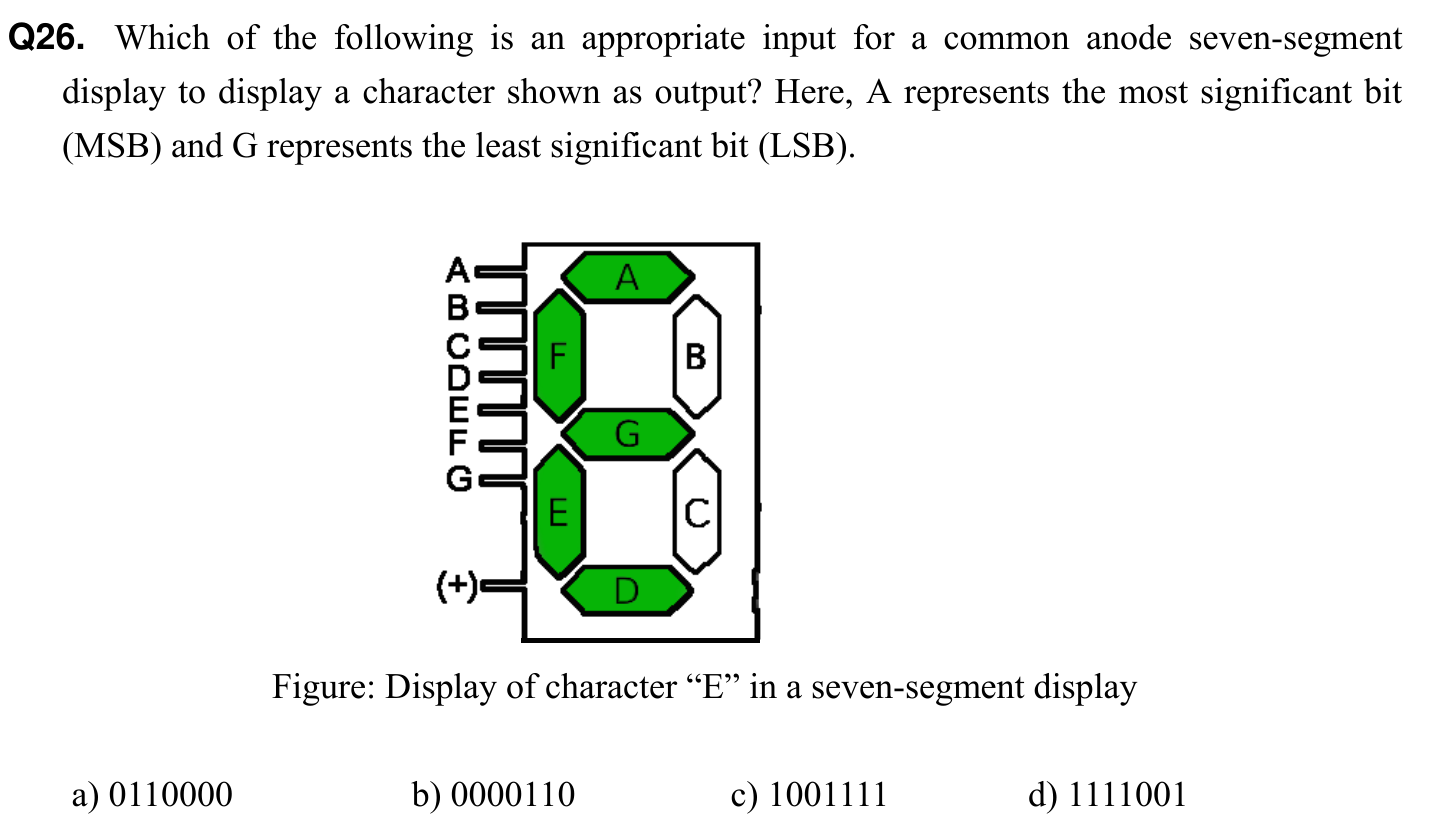 Q26. Which of the following is an appropriate input for a common anode seven-segment
display to display a character shown as output? Here, A represents the most significant bit
(MSB) and G represents the least significant bit (LSB).
A
B
C
D
E
F
G
(+)
A
F
B
G
E
C
D
Figure: Display of character “E” in a seven-segment display
a) 0110000 b) 0000110 c) 1001111 d) 1111001